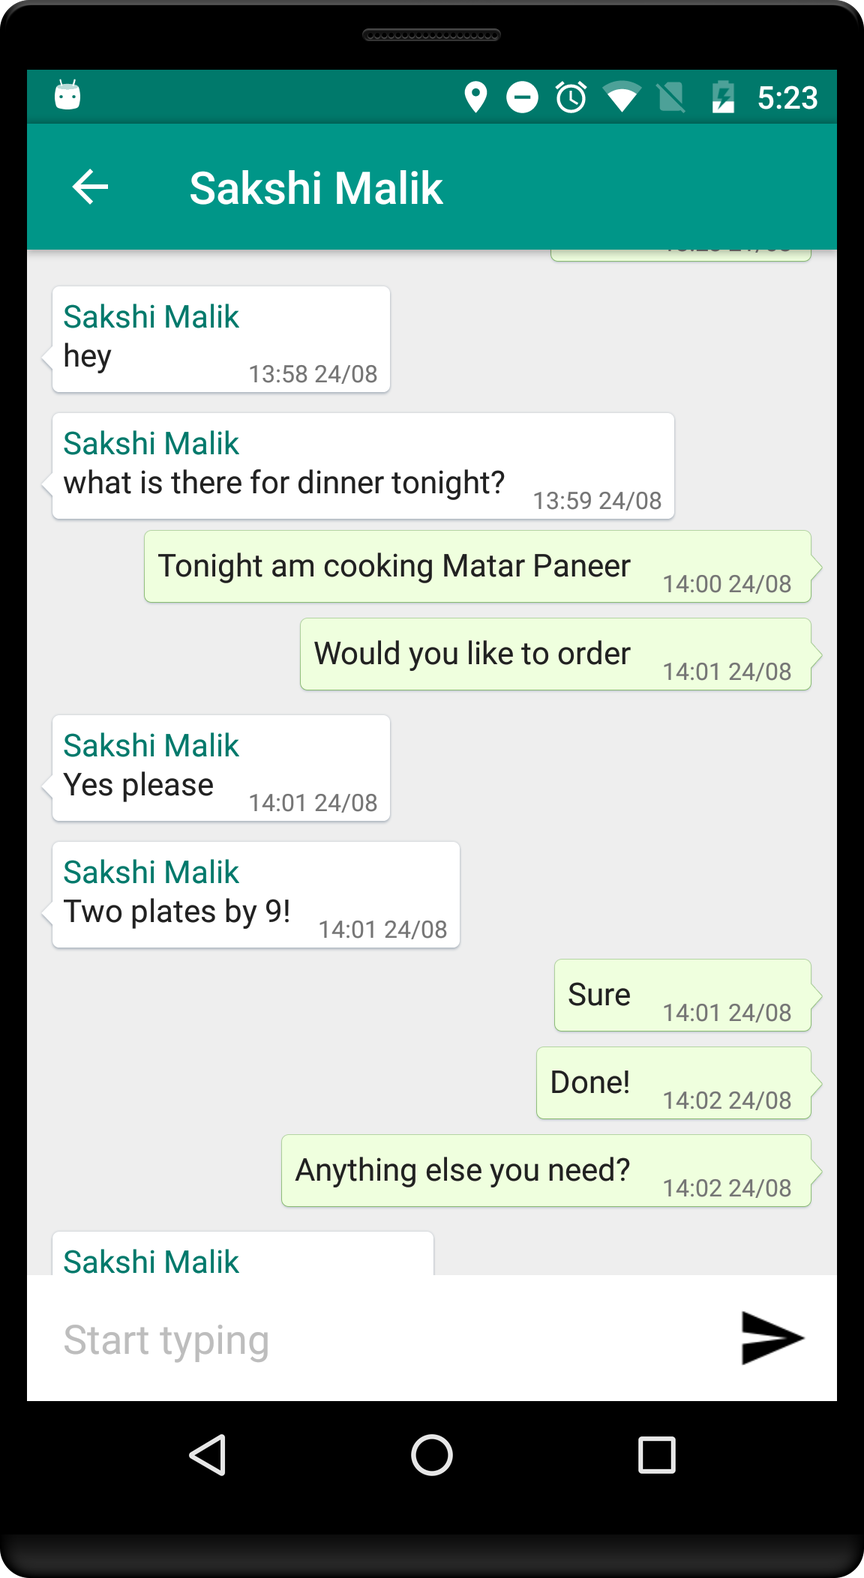 5:23
Sakshi Malik
Sakshi Malik
hey
13:58 24/08
Sakshi Malik
what is there for dinner tonight?
13:59 24/08
Tonight am cooking Matar Paneer
14:00 24/08
Would you like to order
14:01 24/08
Sakshi Malik
Yes please
14:01 24/08
Sakshi Malik
Two plates by 9!
14:01 24/08
Sure
14:01 24/08
Done!
14:02 24/08
Anything else you need?
14:02 24/08
Sakshi Malik
Start typing